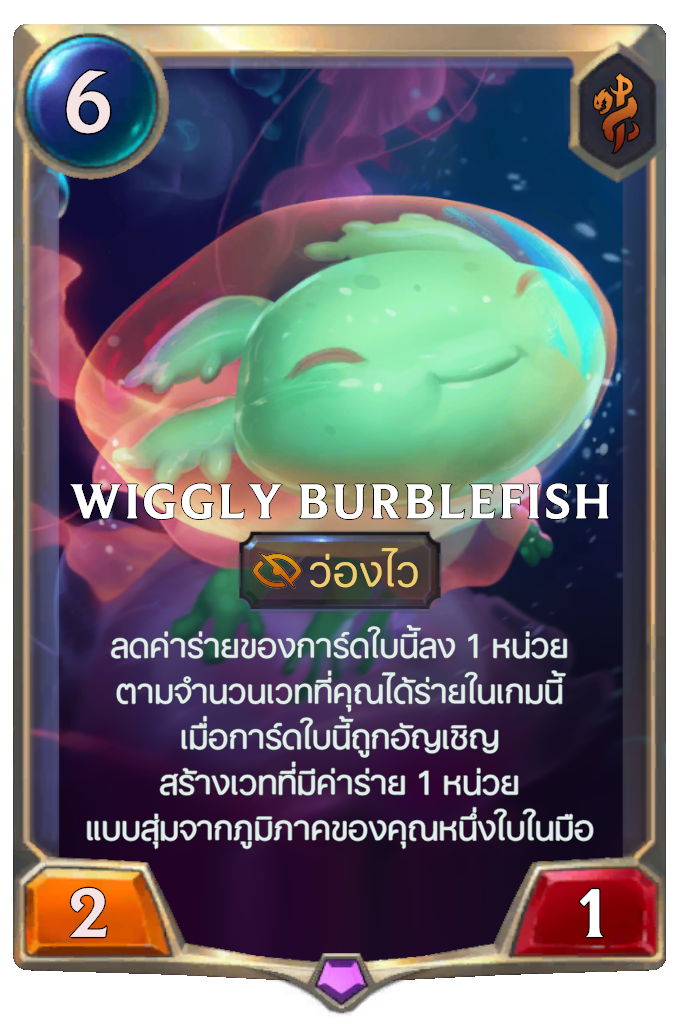 6
WIGGLY BURBLEFISH
ว่องไว
ลดค่าร่ายของการ์ดใบนี้ลง 1 หน่วย
ตามจำนวนเวทที่คุณได้ร่ายในเกมนี้
เมื่อการ์ดใบนี้ถูกอัญเชิญ
สร้างเวทที่มีค่าร่าย 1 หน่วย
แบบสุ่มจากภูมิภาคของคุณหนึ่งใบในมือ
2
1